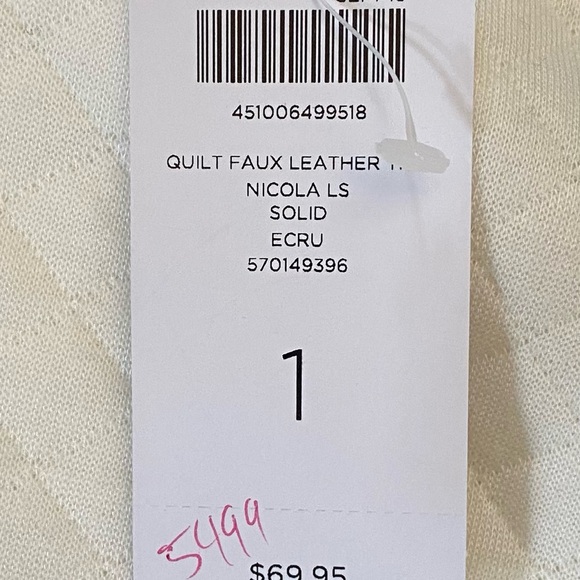 451006499518
QUILT FAUX LEATHER
NICOLA LS
SOLID
ECRU
570149396
1
5499
$69.95